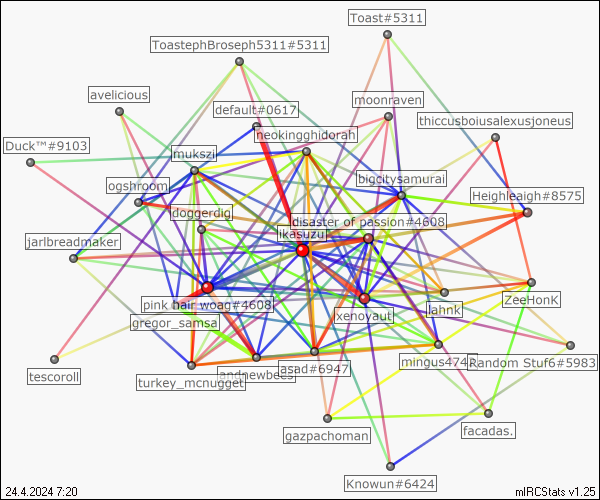 Toast#5311
ToastephBroseph5311#5311
avelicious
moonraven
default#0617
thiccusboiusalexusjoneus
neokingghidorah
Duck™#9103
mukszi
bigcitysamurai
ogshroom
Heighleaigh#8575
doggerdig
disaster of passion#4608
ikasuzu
jarlbreadmaker
pink hair woag#4608
lahnk
ZeeHonK
xenoyaut
gregor_samsa
mingus474
Random Stuf6#5983
asad#6947
andnewbees
turkey_mcnugget
tescoroll
facadas.
gazpachoman
Knowun#6424
24.4.2024 7:20
mIRCStats v1.25